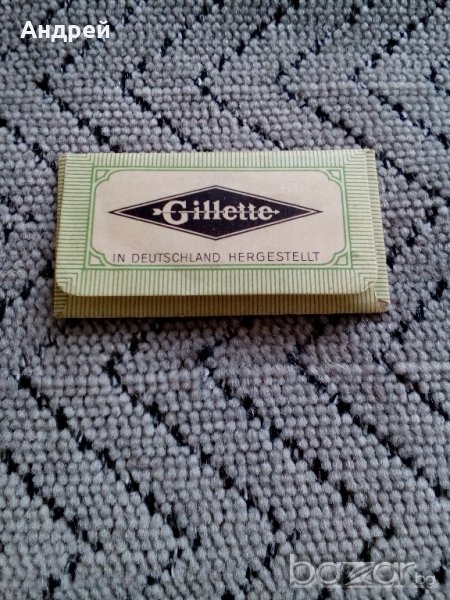 Андрей
Gillette
IN DEUTSCHLAND HERGESTELLT
bazar.bg